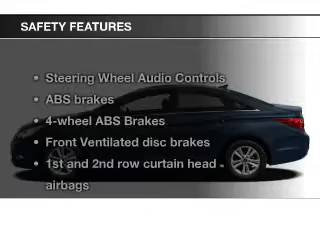 SAFETY FEATURES
• Steering Wheel Audio Controls
• ABS brakes
• 4-wheel ABS Brakes
• Front Ventilated disc brakes
• 1st and 2nd row curtain head
airbags